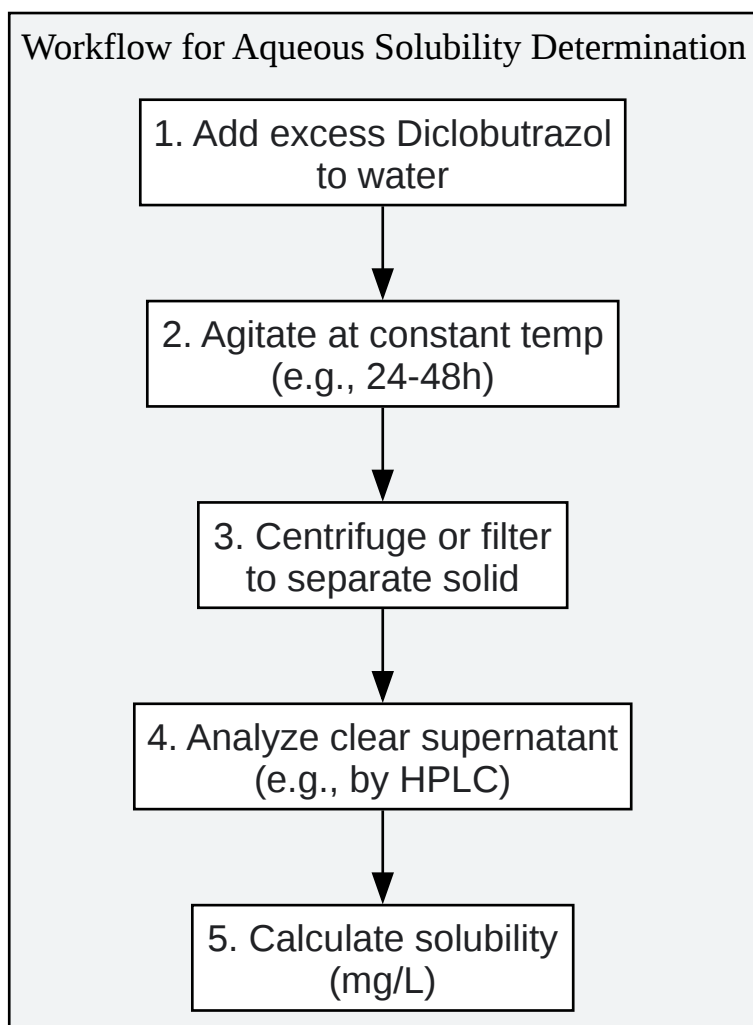 Workflow for Aqueous Solubility Determination
1. Add excess Diclobutrazol
to water
2. Agitate at constant temp
(e.g., 24-48h)
3. Centrifuge or filter
to separate solid
4. Analyze clear supernatant
(e.g., by HPLC)
5. Calculate solubility
(mg/L)